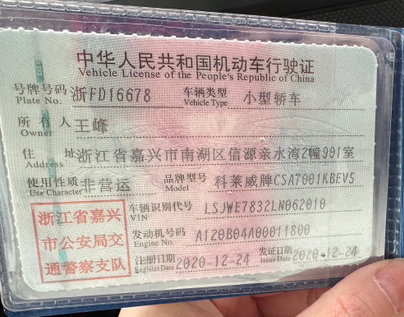 中华人民共和国机动车行驶证
Vehicle License of the People's Republic of China
号牌号码 浙FD16678 车辆类型 小型轿车
Plate No. Vehicle Type
所有人 王峰
Owner
住址 浙江省嘉兴市南湖区信源亲水湾2幢901室
Address
使用性质 非营运 品牌型号 科莱威牌CSA7001KBEV5
Use Character Model
浙江省嘉兴
市公安局交
通警察支队
车辆识别代号 LSJWE7832LN062010
VIN
发动机号码 A120B04A00011800
Engine No.
注册日期 2020-12-24 发证日期 2020-12-24
Register Date Issue Date